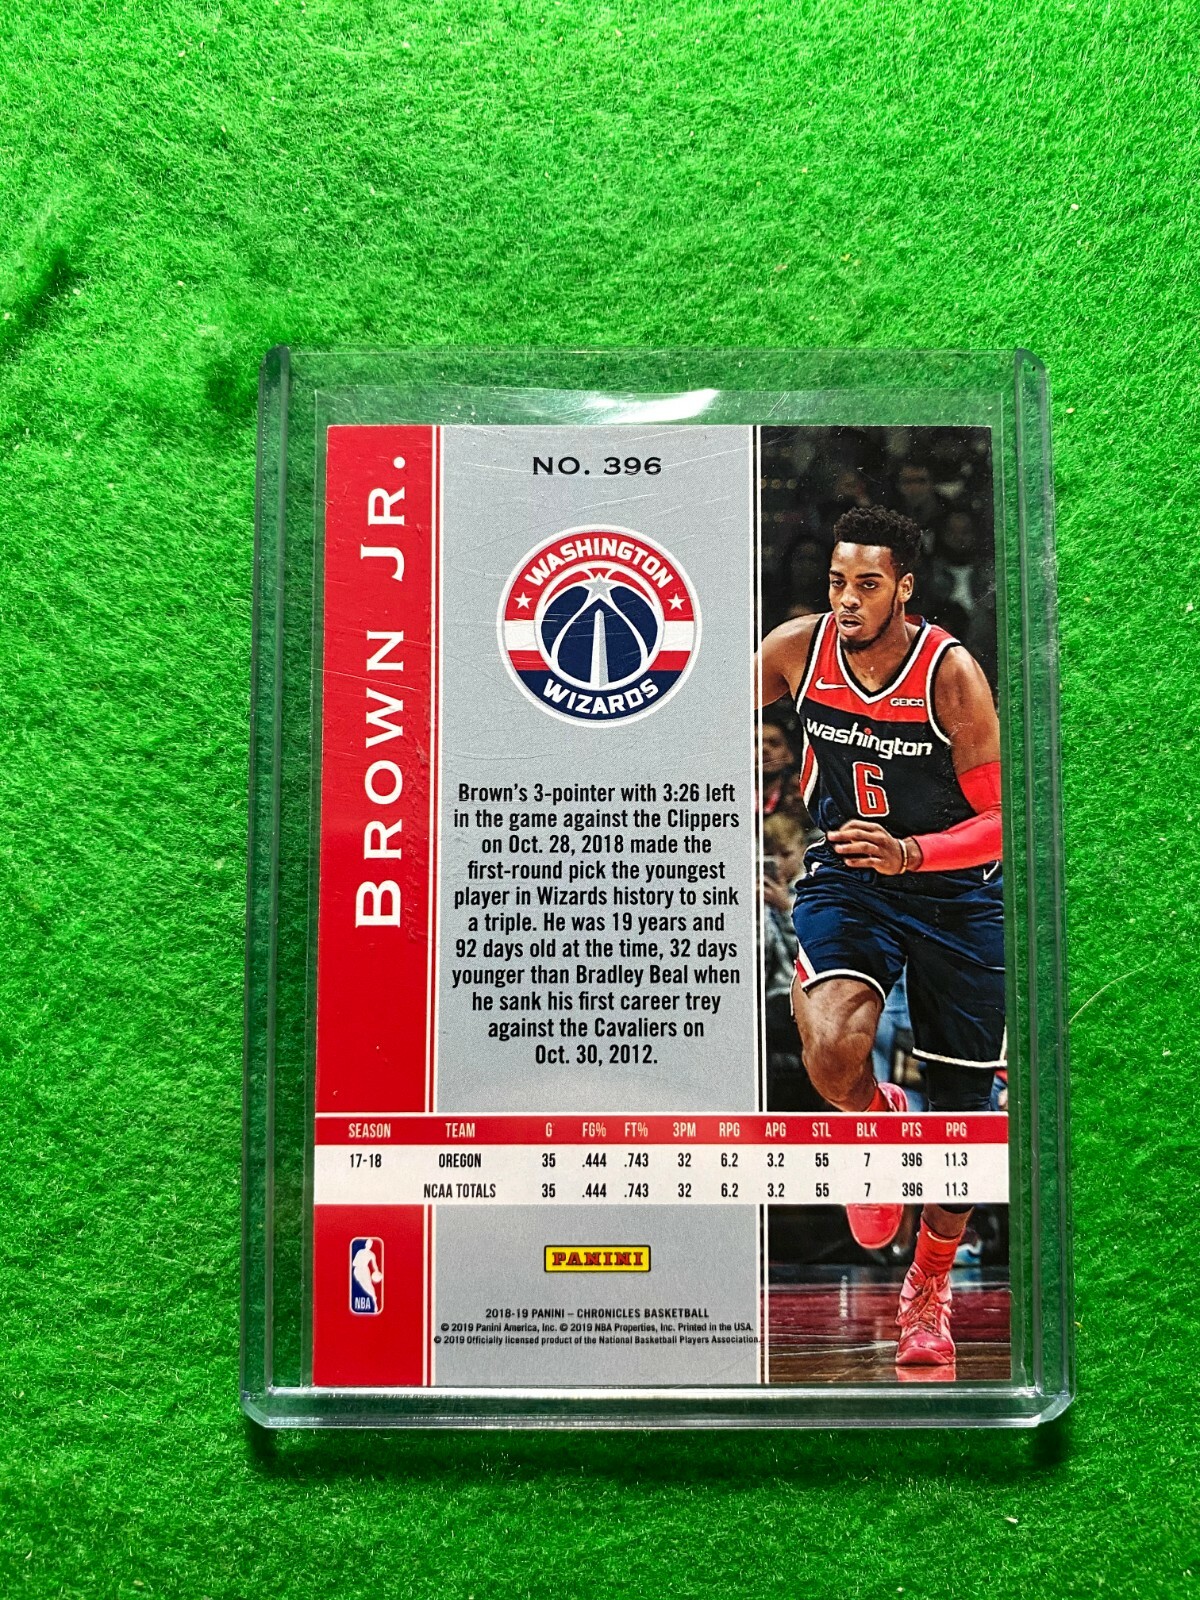 NO. 396
BROWN JR.
WASHINGTON
WIZARDS
GEICO
washington
6
Brown's 3-pointer with 3:26 left
in the game against the Clippers
on Oct. 28, 2018 made the
first-round pick the youngest
player in Wizards history to sink
a triple. He was 19 years and
92 days old at the time, 32 days
younger than Bradley Beal when
he sank his first career trey
against the Cavaliers on
Oct. 30, 2012.
SEASON TEAM G FG% FT% 3PM RPG APG STL BLK PTS PPG
17-18 OREGON 35 .444 .743 32 6.2 3.2 55 7 396 11.3
NCAA TOTALS 35 .444 .743 32 6.2 3.2 55 7 396 11.3
NBA
PANINI
2018-19 PANINI – CHRONICLES BASKETBALL
© 2019 Panini America, Inc. © 2019 NBA Properties, Inc. Printed in the USA.
© 2019 Officially licensed product of the National Basketball Players Association.